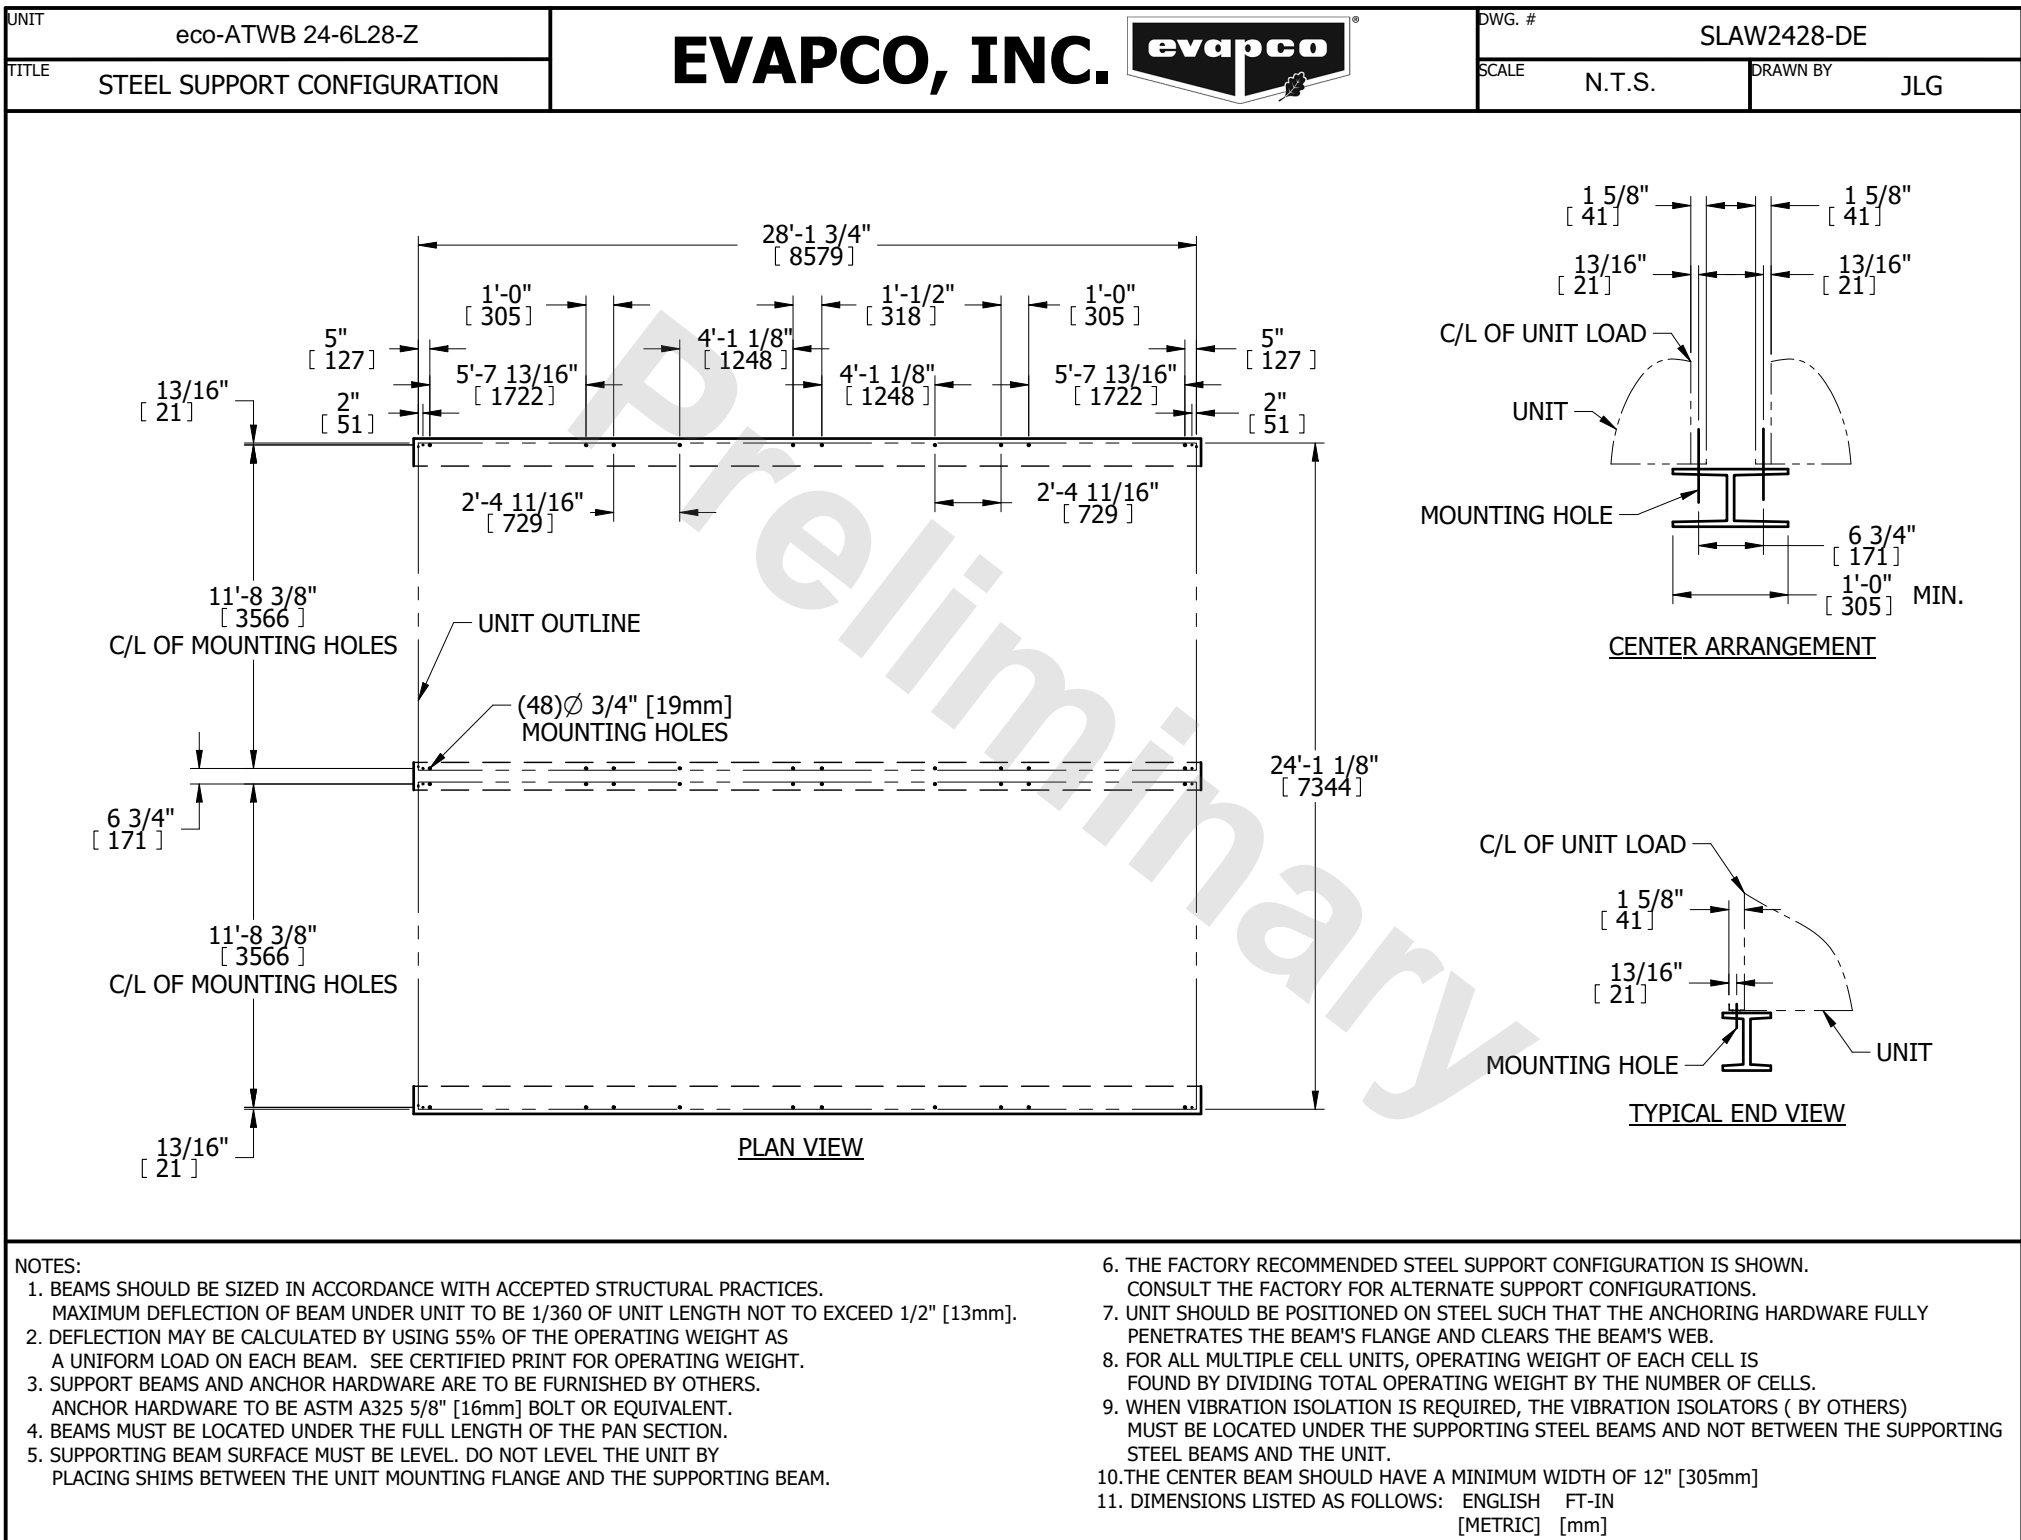 UNIT
eco-ATWB 24-6L28-Z
TITLE
STEEL SUPPORT CONFIGURATION
EVAPCO, INC.
evapco
®
DWG. #
SLAW2428-DE
SCALE
N.T.S.
DRAWN BY
JLG
28'-1 3/4"
[ 8579 ]
1'-0"
[ 305 ]
1'-1/2"
[ 318 ]
1'-0"
[ 305 ]
5"
[ 127 ]
4'-1 1/8"
[ 1248 ]
5"
[ 127 ]
5'-7 13/16"
[ 1722 ]
4'-1 1/8"
[ 1248 ]
5'-7 13/16"
[ 1722 ]
13/16"
[ 21 ]
2"
[ 51 ]
2"
[ 51 ]
2'-4 11/16"
[ 729 ]
2'-4 11/16"
[ 729 ]
11'-8 3/8"
[ 3566 ]
C/L OF MOUNTING HOLES
UNIT OUTLINE
(48)Ø 3/4" [19mm]
MOUNTING HOLES
6 3/4"
[ 171 ]
24'-1 1/8"
[ 7344 ]
11'-8 3/8"
[ 3566 ]
C/L OF MOUNTING HOLES
13/16"
[ 21 ]
PLAN VIEW
Preliminary
1 5/8"
[ 41 ]
1 5/8"
[ 41 ]
13/16"
[ 21 ]
13/16"
[ 21 ]
C/L OF UNIT LOAD
UNIT
MOUNTING HOLE
6 3/4"
[ 171 ]
1'-0"
[ 305 ] MIN.
CENTER ARRANGEMENT
C/L OF UNIT LOAD
1 5/8"
[ 41 ]
13/16"
[ 21 ]
MOUNTING HOLE
UNIT
TYPICAL END VIEW
NOTES:
1. BEAMS SHOULD BE SIZED IN ACCORDANCE WITH ACCEPTED STRUCTURAL PRACTICES.
MAXIMUM DEFLECTION OF BEAM UNDER UNIT TO BE 1/360 OF UNIT LENGTH NOT TO EXCEED 1/2" [13mm].
2. DEFLECTION MAY BE CALCULATED BY USING 55% OF THE OPERATING WEIGHT AS
A UNIFORM LOAD ON EACH BEAM. SEE CERTIFIED PRINT FOR OPERATING WEIGHT.
3. SUPPORT BEAMS AND ANCHOR HARDWARE ARE TO BE FURNISHED BY OTHERS.
ANCHOR HARDWARE TO BE ASTM A325 5/8" [16mm] BOLT OR EQUIVALENT.
4. BEAMS MUST BE LOCATED UNDER THE FULL LENGTH OF THE PAN SECTION.
5. SUPPORTING BEAM SURFACE MUST BE LEVEL. DO NOT LEVEL THE UNIT BY
PLACING SHIMS BETWEEN THE UNIT MOUNTING FLANGE AND THE SUPPORTING BEAM.
6. THE FACTORY RECOMMENDED STEEL SUPPORT CONFIGURATION IS SHOWN.
CONSULT THE FACTORY FOR ALTERNATE SUPPORT CONFIGURATIONS.
7. UNIT SHOULD BE POSITIONED ON STEEL SUCH THAT THE ANCHORING HARDWARE FULLY
PENETRATES THE BEAM'S FLANGE AND CLEARS THE BEAM'S WEB.
8. FOR ALL MULTIPLE CELL UNITS, OPERATING WEIGHT OF EACH CELL IS
FOUND BY DIVIDING TOTAL OPERATING WEIGHT BY THE NUMBER OF CELLS.
9. WHEN VIBRATION ISOLATION IS REQUIRED, THE VIBRATION ISOLATORS ( BY OTHERS)
MUST BE LOCATED UNDER THE SUPPORTING STEEL BEAMS AND NOT BETWEEN THE SUPPORTING
STEEL BEAMS AND THE UNIT.
10.THE CENTER BEAM SHOULD HAVE A MINIMUM WIDTH OF 12" [305mm]
11. DIMENSIONS LISTED AS FOLLOWS: ENGLISH FT-IN
[METRIC] [mm]